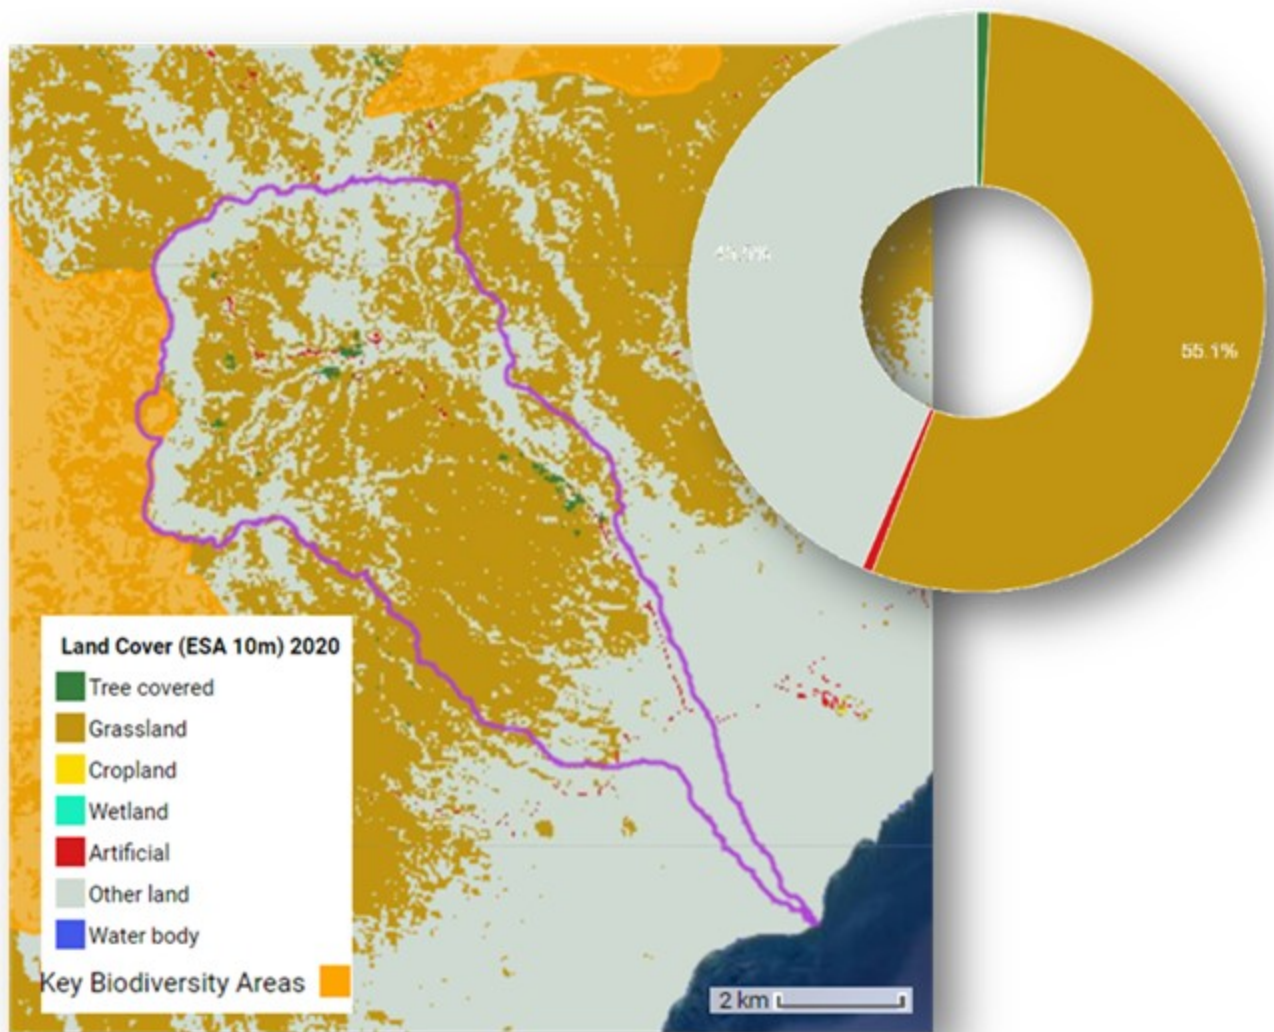 55.1%
Land Cover (ESA 10m) 2020
Tree covered
Grassland
Cropland
Wetland
Artificial
Other land
Water body
Key Biodiversity Areas
2 km